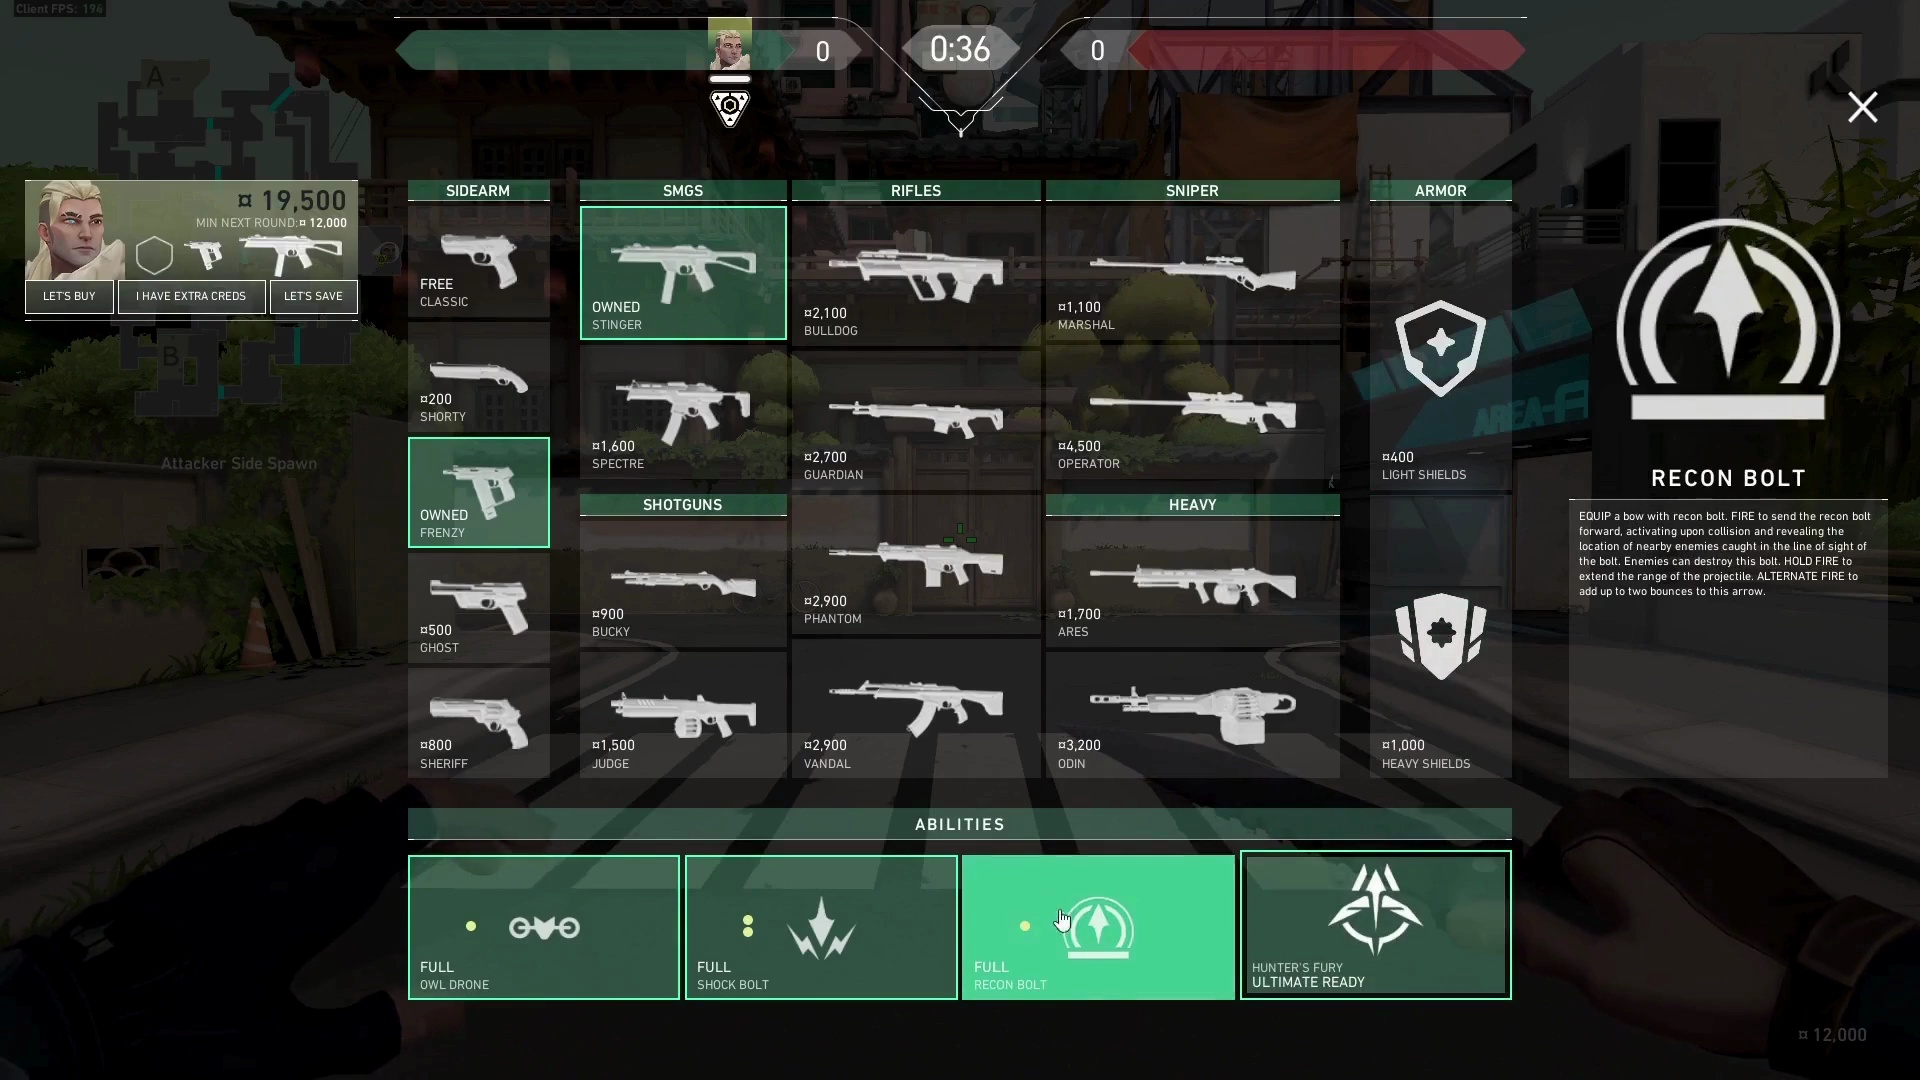 Client FPS: 194
0
0:36
0
A
¤ 19,500
MIN NEXT ROUND:¤ 12,000
LET'S BUY
I HAVE EXTRA CREDS
LET'S SAVE
B
Attacker Side Spawn
SIDEARM
FREE
CLASSIC
¤200
SHORTY
OWNED
FRENZY
¤500
GHOST
¤800
SHERIFF
SMGS
OWNED
STINGER
¤1,600
SPECTRE
SHOTGUNS
¤900
BUCKY
¤1,500
JUDGE
RIFLES
¤2,100
BULLDOG
¤2,700
GUARDIAN
¤2,900
PHANTOM
¤2,900
VANDAL
SNIPER
¤1,100
MARSHAL
¤4,500
OPERATOR
HEAVY
¤1,700
ARES
¤3,200
ODIN
ARMOR
¤400
LIGHT SHIELDS
¤1,000
HEAVY SHIELDS
AREA-A
RECON BOLT
EQUIP a bow with recon bolt. FIRE to send the recon bolt
forward, activating upon collision and revealing the
location of nearby enemies caught in the line of sight of
the bolt. Enemies can destroy this bolt. HOLD FIRE to
extend the range of the projectile. ALTERNATE FIRE to
add up to two bounces to this arrow.
ABILITIES
FULL
OWL DRONE
FULL
SHOCK BOLT
FULL
RECON BOLT
HUNTER'S FURY
ULTIMATE READY
¤ 12,000